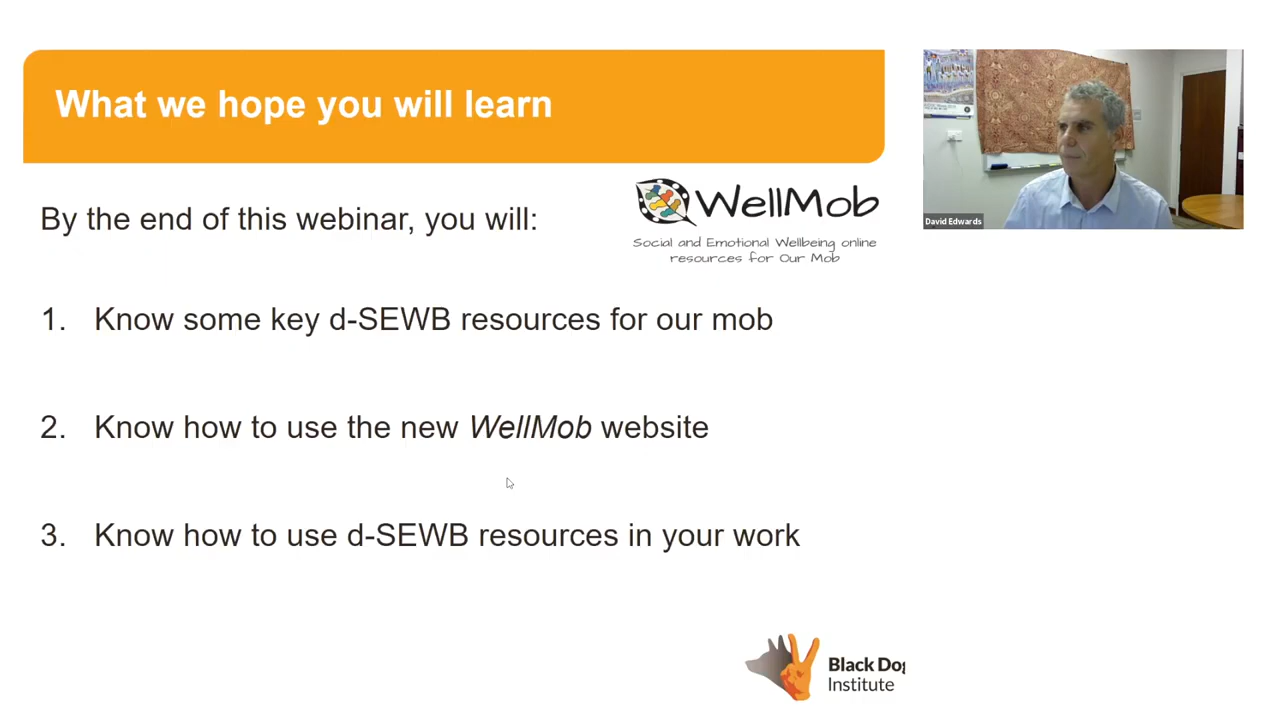 What we hope you will learn
By the end of this webinar, you will:
WellMob
Social and Emotional Wellbeing online
resources for Our Mob
1. Know some key d-SEWB resources for our mob
2. Know how to use the new WellMob website
3. Know how to use d-SEWB resources in your work
David Edwards
Black Dog
Institute